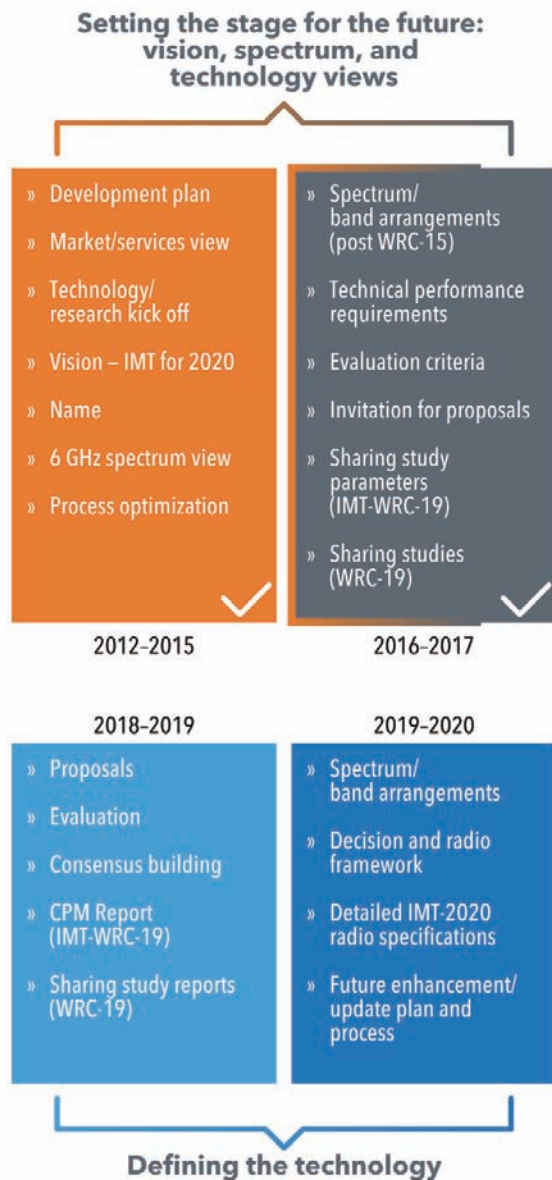 Setting the stage for the future:
vision, spectrum, and
technology views
» Development plan
» Market/services view
» Technology/
research kick off
» Vision – IMT for 2020
» Name
» 6 GHz spectrum view
» Process optimization
2012–2015
» Spectrum/
band arrangements
(post WRC-15)
» Technical performance
requirements
» Evaluation criteria
» Invitation for proposals
» Sharing study
parameters
(IMT-WRC-19)
» Sharing studies
(WRC-19)
2016–2017
2018–2019
» Proposals
» Evaluation
» Consensus building
» CPM Report
(IMT-WRC-19)
» Sharing study reports
(WRC-19)
2019–2020
» Spectrum/
band arrangements
» Decision and radio
framework
» Detailed IMT-2020
radio specifications
» Future enhancement/
update plan and
process
Defining the technology